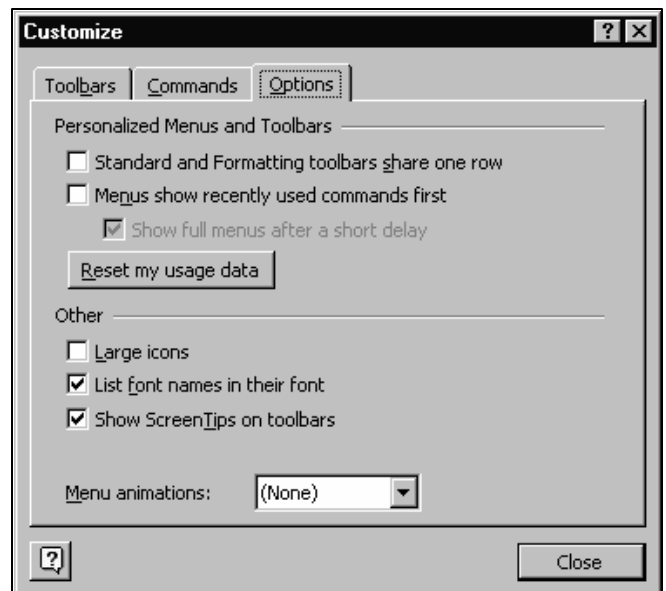 Customize
Toolbars Commands Options
Personalized Menus and Toolbars
Standard and Formatting toolbars share one row
Menus show recently used commands first
Show full menus after a short delay
Reset my usage data
Other
Large icons
List font names in their font
Show ScreenTips on toolbars
Menu animations: (None)
Close